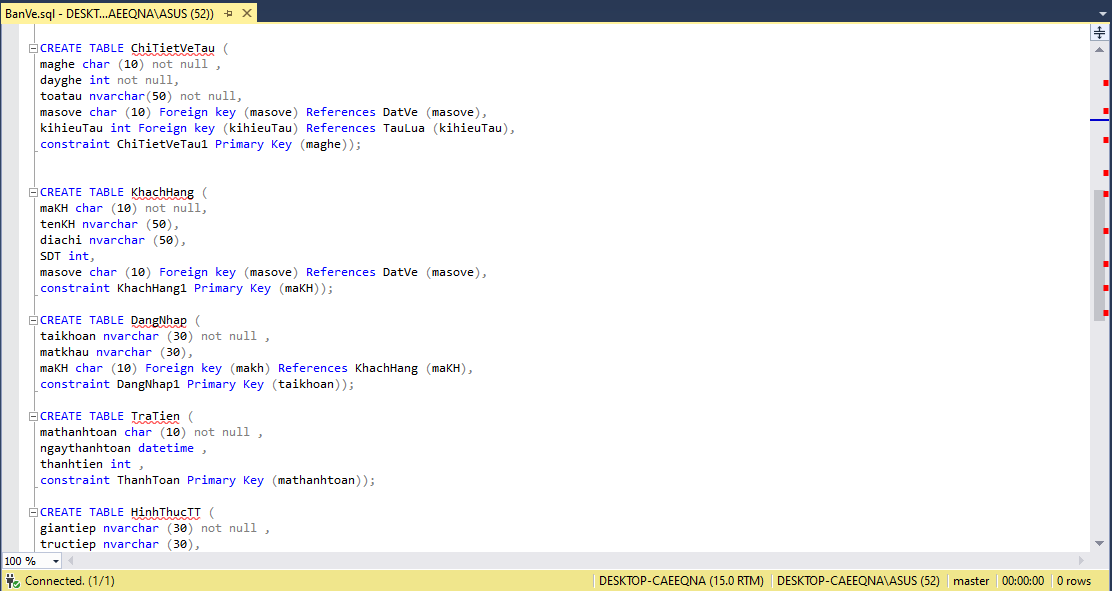 BanVe.sql - DESKT...AEEQNA\ASUS (52))
CREATE TABLE ChiTietVeTau (
maghe char (10) not null ,
dayghe int not null,
toatau nvarchar(50) not null,
masove char (10) Foreign key (masove) References DatVe (masove),
kihieuTau int Foreign key (kihieuTau) References TauLua (kihieuTau),
constraint ChiTietVeTau1 Primary Key (maghe));
CREATE TABLE KhachHang (
maKH char (10) not null,
tenKH nvarchar (50),
diachi nvarchar (50),
SDT int,
masove char (10) Foreign key (masove) References DatVe (masove),
constraint KhachHang1 Primary Key (maKH));
CREATE TABLE DangNhap (
taikhoan nvarchar (30) not null ,
matkhau nvarchar (30),
maKH char (10) Foreign key (makh) References KhachHang (maKH),
constraint DangNhap1 Primary Key (taikhoan));
CREATE TABLE TraTien (
mathanhtoan char (10) not null ,
ngaythanhtoan datetime ,
thanhtien int ,
constraint ThanhToan Primary Key (mathanhtoan));
CREATE TABLE HinhThucTT (
giantiep nvarchar (30) not null ,
tructiep nvarchar (30),
100 %
Connected. (1/1)
DESKTOP-CAEEQNA (15.0 RTM)
DESKTOP-CAEEQNA\ASUS (52)
master
00:00:00
0 rows